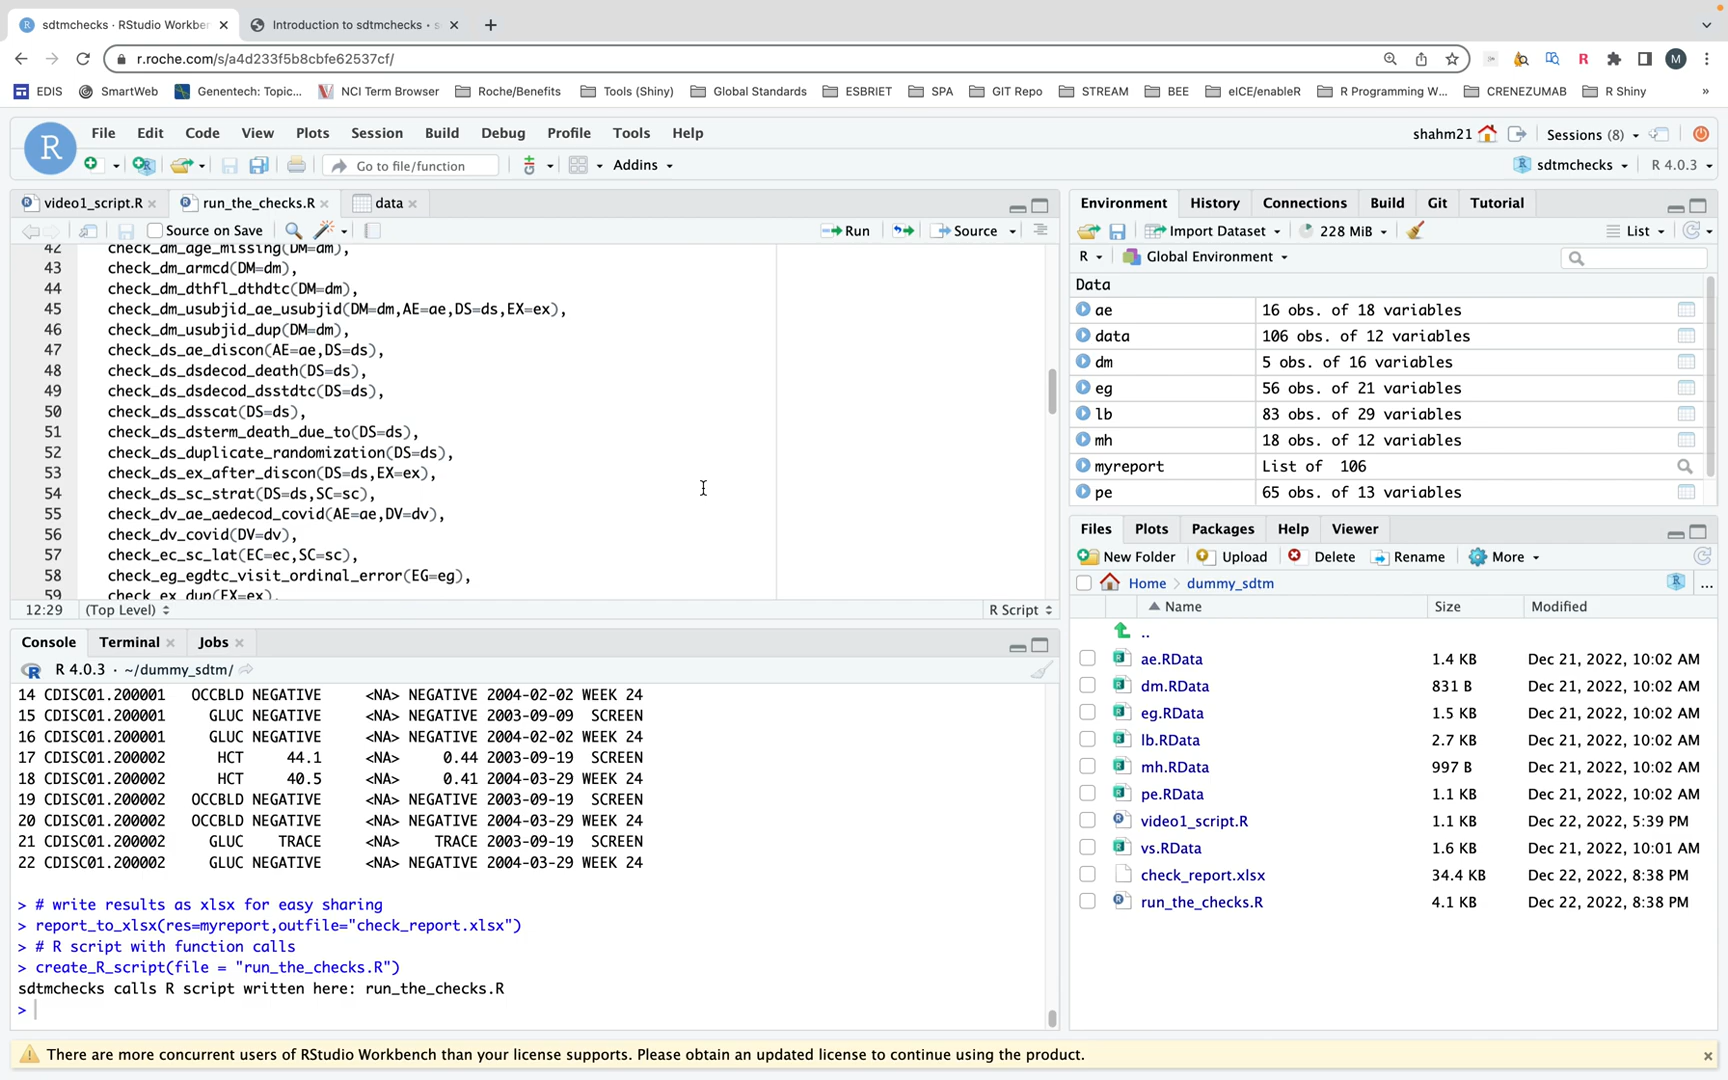 sdtmchecks · RStudio Workber
Introduction to sdtmchecks ·
r.roche.com/s/a4d233f5b8cbfe62537cf/
EDIS SmartWeb Genentech: Topic... NCI Term Browser Roche/Benefits Tools (Shiny) Global Standards ESBRIET SPA GIT Repo STREAM BEE eICE/enableR R Programming W... CRENEZUMAB R Shiny »
File Edit Code View Plots Session Build Debug Profile Tools Help
shahm21 Sessions (8)
Go to file/function Addins
sdtmchecks R 4.0.3
video1_script.R run_the_checks.R data
Source on Save Run Source
42 check_dm_age_missing(DM=dm),
43 check_dm_armcd(DM=dm),
44 check_dm_dthfl_dthdtc(DM=dm),
45 check_dm_usubjid_ae_usubjid(DM=dm,AE=ae,DS=ds,EX=ex),
46 check_dm_usubjid_dup(DM=dm),
47 check_ds_ae_discon(AE=ae,DS=ds),
48 check_ds_dsdecod_death(DS=ds),
49 check_ds_dsdecod_dsstdtc(DS=ds),
50 check_ds_dsscat(DS=ds),
51 check_ds_dsterm_death_due_to(DS=ds),
52 check_ds_duplicate_randomization(DS=ds),
53 check_ds_ex_after_discon(DS=ds,EX=ex),
54 check_ds_sc_strat(DS=ds,SC=sc),
55 check_dv_ae_aedecod_covid(AE=ae,DV=dv),
56 check_dv_covid(DV=dv),
57 check_ec_sc_lat(EC=ec,SC=sc),
58 check_eg_egdtc_visit_ordinal_error(EG=eg),
59 check_ex_dup(EX=ex),
12:29 (Top Level) R Script
Console Terminal Jobs
R 4.0.3 · ~/dummy_sdtm/
14 CDISC01.200001 OCCBLD NEGATIVE <NA> NEGATIVE 2004-02-02 WEEK 24
15 CDISC01.200001 GLUC NEGATIVE <NA> NEGATIVE 2003-09-09 SCREEN
16 CDISC01.200001 GLUC NEGATIVE <NA> NEGATIVE 2004-02-02 WEEK 24
17 CDISC01.200002 HCT 44.1 <NA> 0.44 2003-09-19 SCREEN
18 CDISC01.200002 HCT 40.5 <NA> 0.41 2004-03-29 WEEK 24
19 CDISC01.200002 OCCBLD NEGATIVE <NA> NEGATIVE 2003-09-19 SCREEN
20 CDISC01.200002 OCCBLD NEGATIVE <NA> NEGATIVE 2004-03-29 WEEK 24
21 CDISC01.200002 GLUC TRACE <NA> TRACE 2003-09-19 SCREEN
22 CDISC01.200002 GLUC NEGATIVE <NA> NEGATIVE 2004-03-29 WEEK 24
> # write results as xlsx for easy sharing
> report_to_xlsx(res=myreport,outfile="check_report.xlsx")
> # R script with function calls
> create_R_script(file = "run_the_checks.R")
sdtmchecks calls R script written here: run_the_checks.R
>
Environment History Connections Build Git Tutorial
Import Dataset 228 MiB List
R Global Environment
Data
ae 16 obs. of 18 variables
data 106 obs. of 12 variables
dm 5 obs. of 16 variables
eg 56 obs. of 21 variables
lb 83 obs. of 29 variables
mh 18 obs. of 12 variables
myreport List of 106
pe 65 obs. of 13 variables
Files Plots Packages Help Viewer
New Folder Upload Delete Rename More
Home dummy_sdtm ...
Name Size Modified
..
ae.RData 1.4 KB Dec 21, 2022, 10:02 AM
dm.RData 831 B Dec 21, 2022, 10:02 AM
eg.RData 1.5 KB Dec 21, 2022, 10:02 AM
lb.RData 2.7 KB Dec 21, 2022, 10:02 AM
mh.RData 997 B Dec 21, 2022, 10:02 AM
pe.RData 1.1 KB Dec 21, 2022, 10:02 AM
video1_script.R 1.1 KB Dec 22, 2022, 5:39 PM
vs.RData 1.6 KB Dec 21, 2022, 10:01 AM
check_report.xlsx 34.4 KB Dec 22, 2022, 8:38 PM
run_the_checks.R 4.1 KB Dec 22, 2022, 8:38 PM
There are more concurrent users of RStudio Workbench than your license supports. Please obtain an updated license to continue using the product.